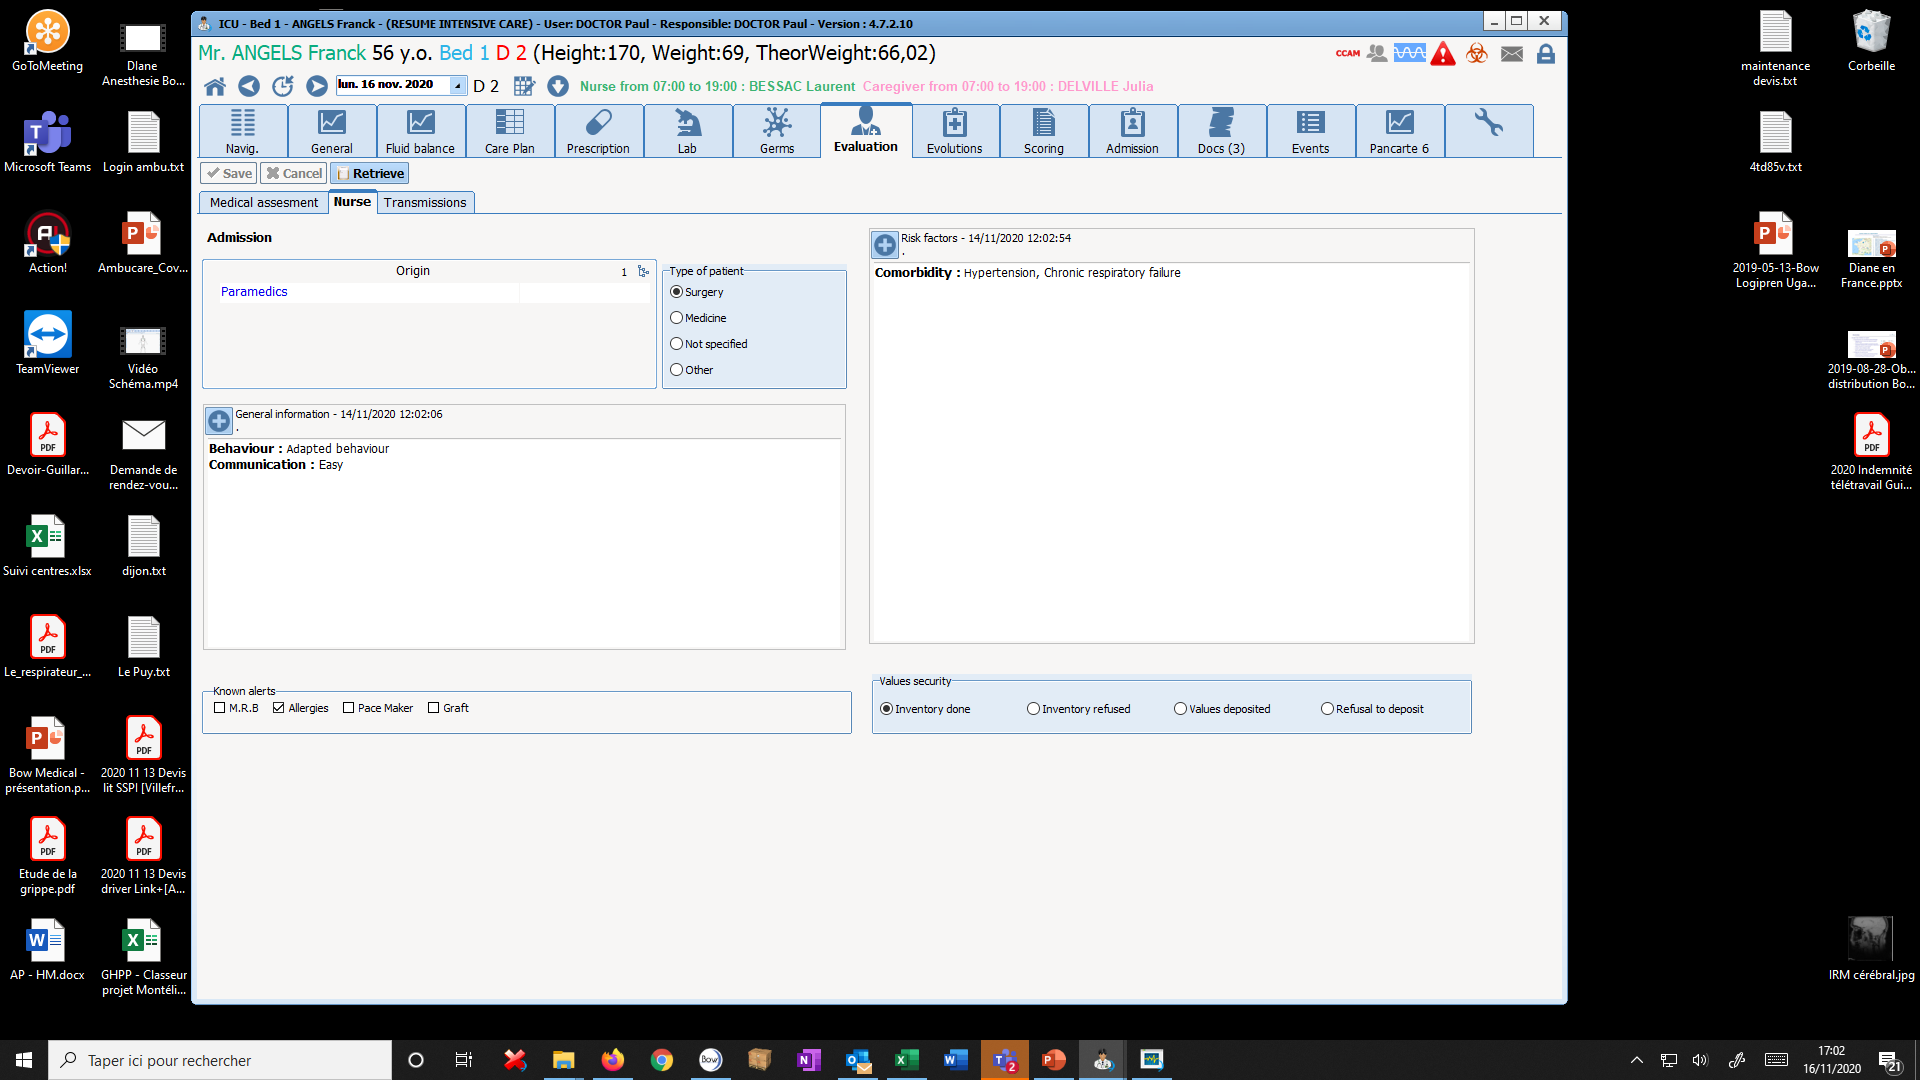 ICU - Bed 1 - ANGELS Franck - (RESUME INTENSIVE CARE) - User: DOCTOR Paul - Responsible: DOCTOR Paul - Version : 4.7.2.10
Mr. ANGELS Franck 56 y.o. Bed 1 D 2 (Height:170, Weight:69, TheorWeight:66,02)
CCAM
lun. 16 nov. 2020
D 2
Nurse from 07:00 to 19:00 : BESSAC Laurent Caregiver from 07:00 to 19:00 : DELVILLE Julia
Navig.
General
Fluid balance
Care Plan
Prescription
Lab
Germs
Evaluation
Evolutions
Scoring
Admission
Docs (3)
Events
Pancarte 6
Save
Cancel
Retrieve
Medical assesment
Nurse
Transmissions
Admission
Origin
1
Paramedics
Type of patient
Surgery
Medicine
Not specified
Other
Risk factors - 14/11/2020 12:02:54
.
Comorbidity : Hypertension, Chronic respiratory failure
General information - 14/11/2020 12:02:06
.
Behaviour : Adapted behaviour
Communication : Easy
Known alerts
M.R.B
Allergies
Pace Maker
Graft
Values security
Inventory done
Inventory refused
Values deposited
Refusal to deposit
GoToMeeting
DIane
Anesthesie Bo...
Microsoft Teams
Login ambu.txt
Action!
Ambucare_Cov...
TeamViewer
Vidéo
Schéma.mp4
PDF
Devoir-Guillar...
Demande de
rendez-vou...
Suivi centres.xlsx
dijon.txt
PDF
Le_respirateur_...
Le Puy.txt
Bow Medical -
présentation.p...
PDF
2020 11 13 Devis
lit SSPI [Villefr...
PDF
Etude de la
grippe.pdf
PDF
2020 11 13 Devis
driver Link+[A...
AP - HM.docx
GHPP - Classeur
projet Montéli...
maintenance
devis.txt
Corbeille
4td85v.txt
2019-05-13-Bow
Logipren Uga...
Diane en
France.pptx
2019-08-28-Ob...
distribution Bo...
PDF
2020 Indemnité
télétravail Gui...
IRM cérébral.jpg
Taper ici pour rechercher
Bow
2
17:02
16/11/2020
21